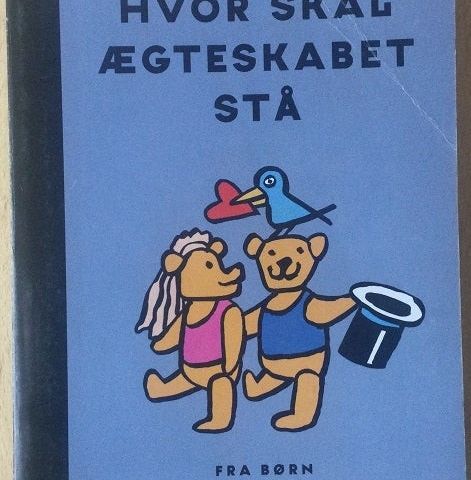 HVOR SKAL
ÆGTESKABET
STÅ
FRA BØRN